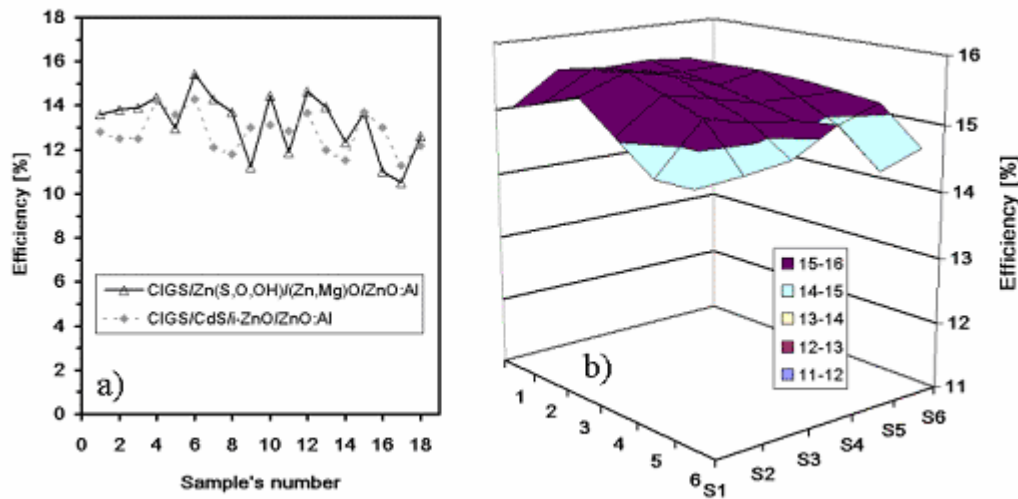 18
16
14
12
10
8
6
4
2
0
Efficiency [%]
CIGS/Zn(S,O,OH)/(Zn,Mg)O/ZnO:Al
CIGS/CdS/i-ZnO/ZnO:Al
a)
0 2 4 6 8 10 12 14 16 18
Sample's number
16
15
14
13
12
11
Efficiency [%]
15-16
14-15
13-14
12-13
11-12
b)
1 2 3 4 5 6
S1 S2 S3 S4 S5 S6